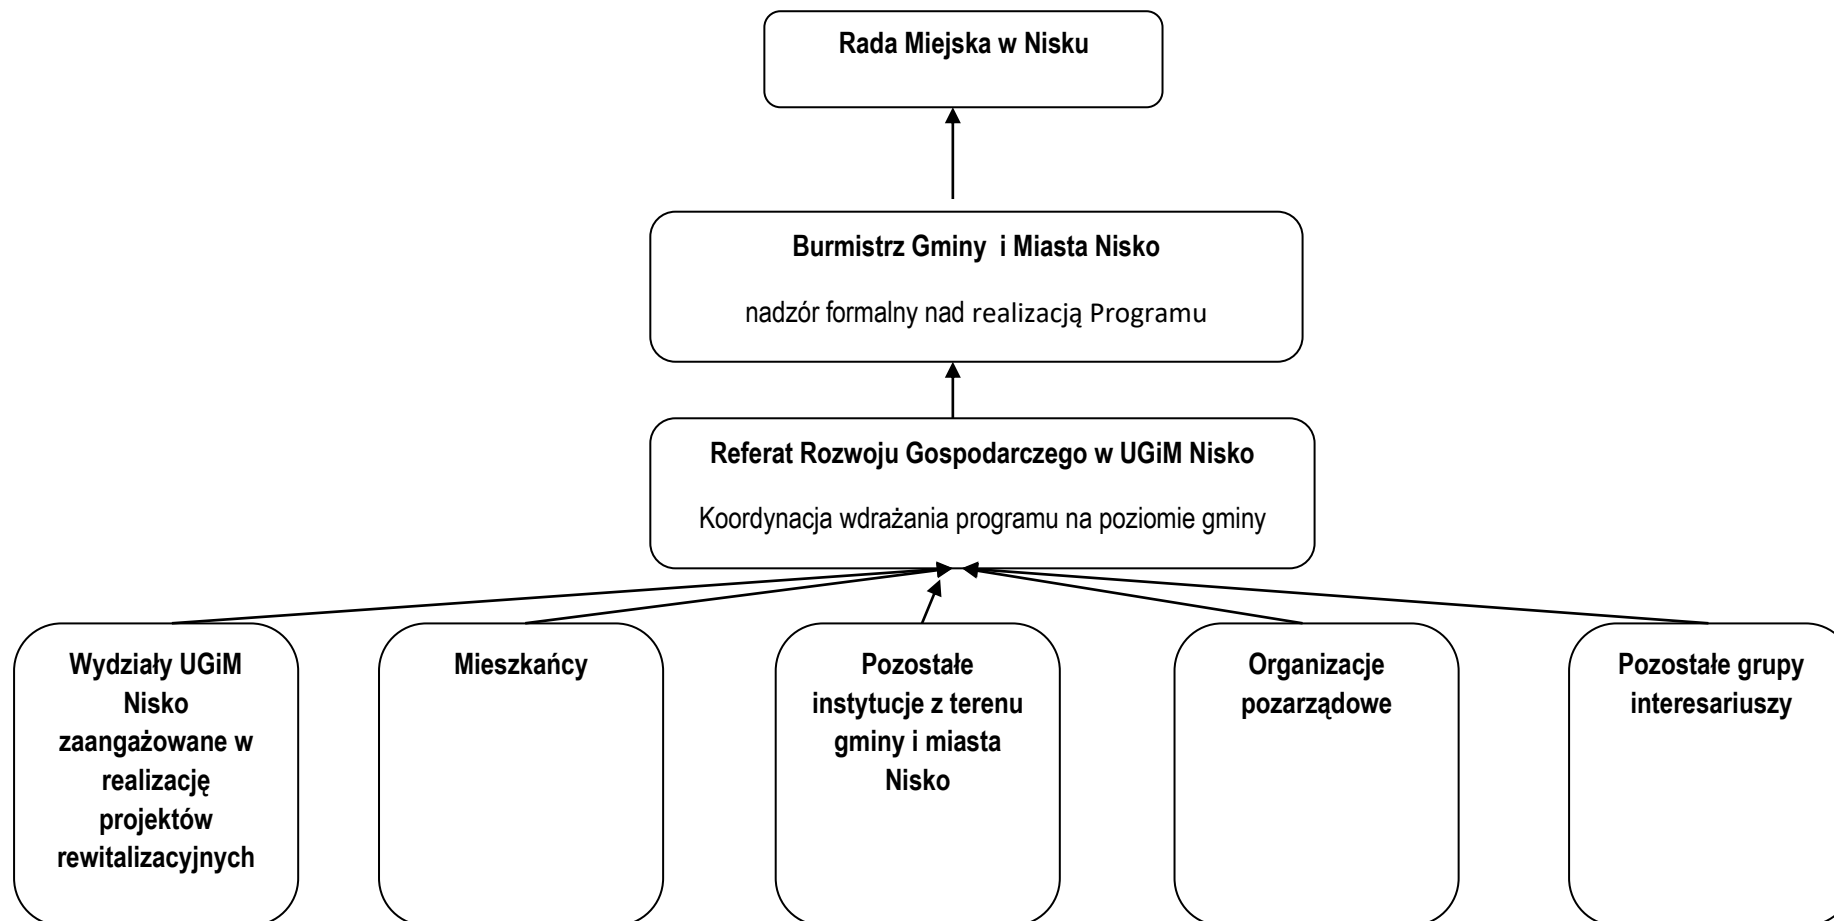 Rada Miejska w Nisku
Burmistrz Gminy i Miasta Nisko
nadzór formalny nad realizacją Programu
Referat Rozwoju Gospodarczego w UGiM Nisko
Koordynacja wdrażania programu na poziomie gminy
Wydziały UGiM
Nisko
zaangażowane w
realizację
projektów
rewitalizacyjnych
Mieszkańcy
Pozostałe
instytucje z terenu
gminy i miasta
Nisko
Organizacje
pozarządowe
Pozostałe grupy
interesariuszy